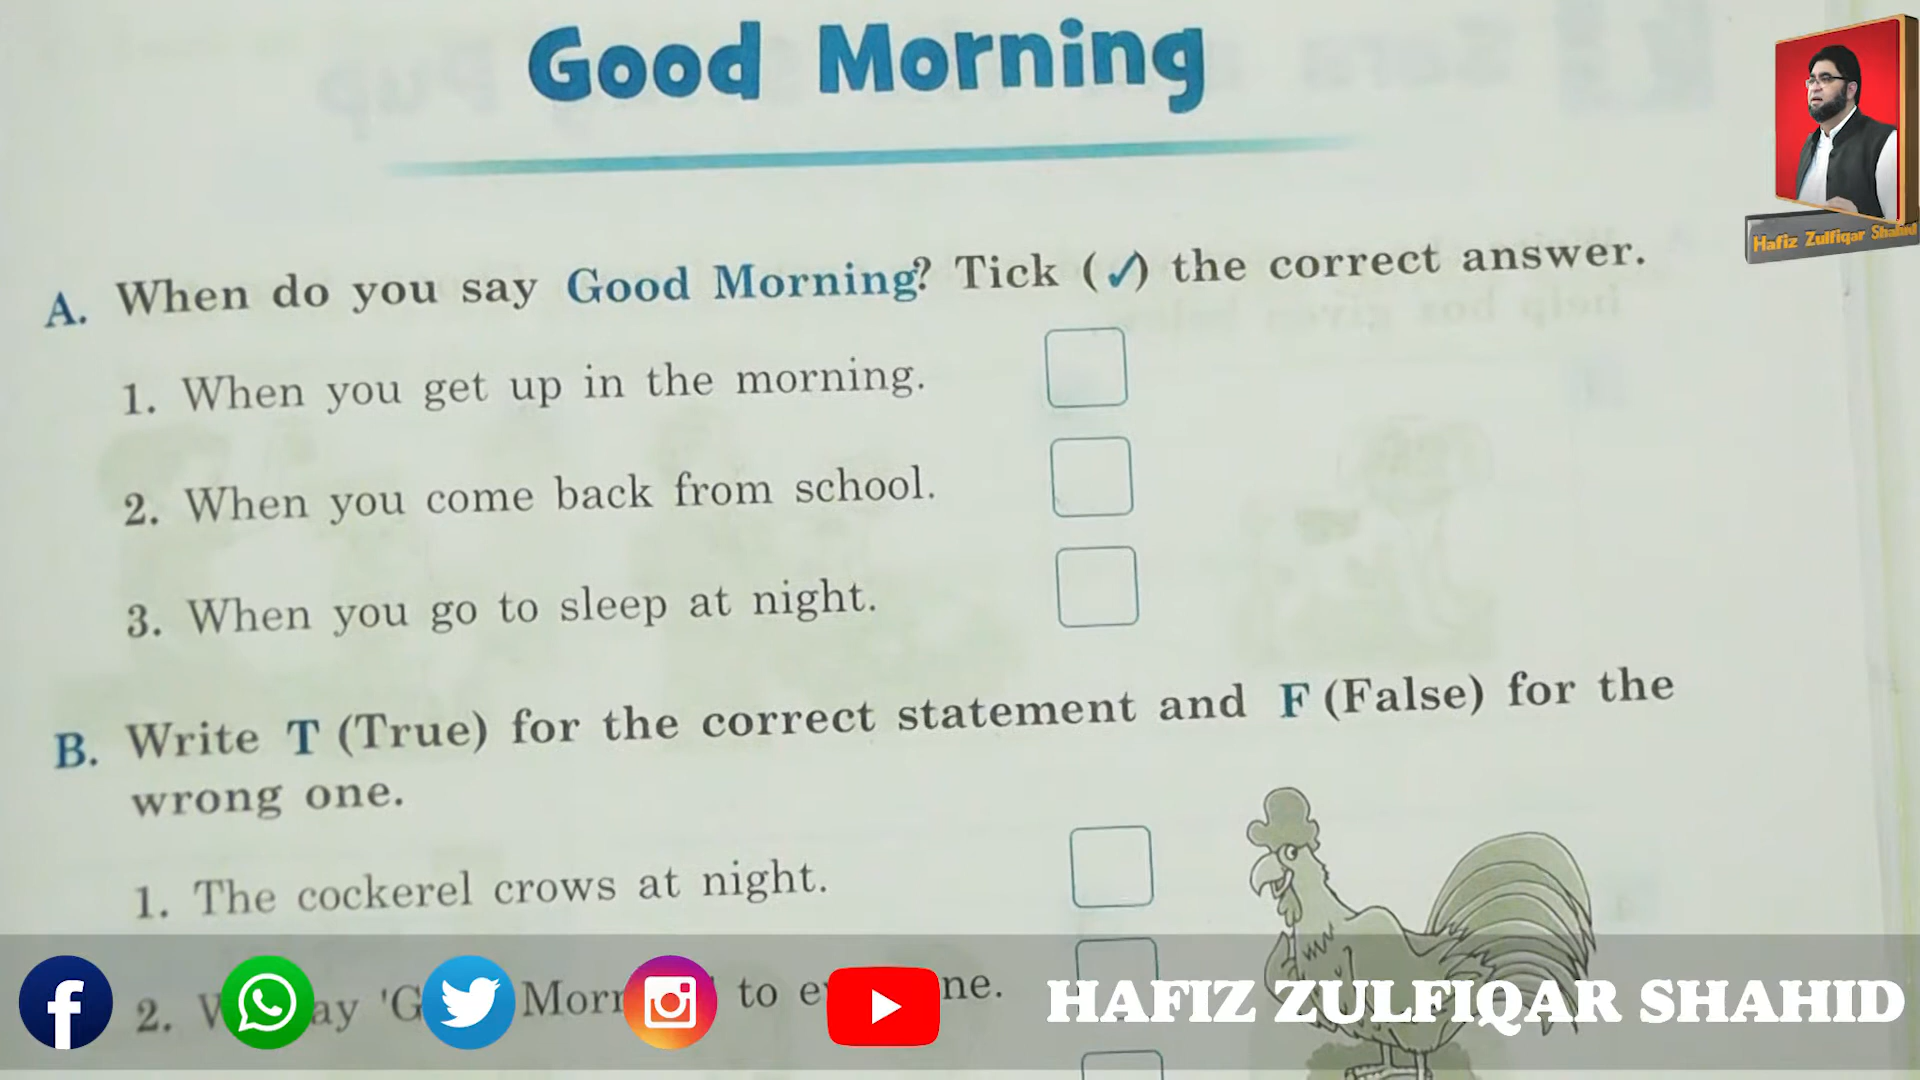 Good Morning
Hafiz Zulfiqar Shahid
A. When do you say Good Morning? Tick (✓) the correct answer.
1. When you get up in the morning.
2. When you come back from school.
3. When you go to sleep at night.
B. Write T (True) for the correct statement and F (False) for the
wrong one.
1. The cockerel crows at night.
2. to
HAFIZ ZULFIQAR SHAHID